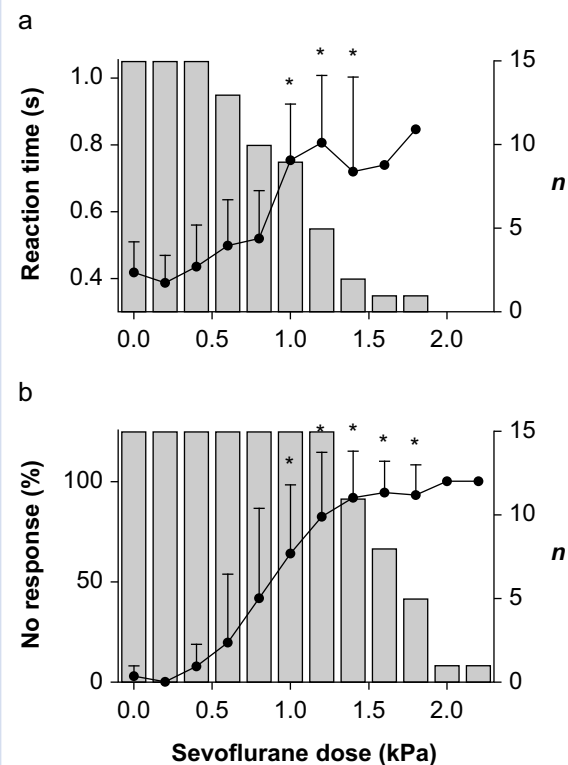 a
* * *
1.0
0.8
0.6
0.4
Reaction time (s)
15
10
5
0
n
0.0 0.5 1.0 1.5 2.0
b
* * * * *
100
50
0
No response (%)
15
10
5
0
n
0.0 0.5 1.0 1.5 2.0
Sevoflurane dose (kPa)